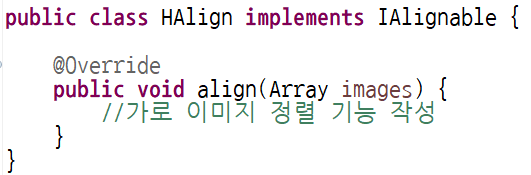 public class HAlign implements IAlignable {
@Override
public void align(Array images) {
//가로 이미지 정렬 기능 작성
}
}